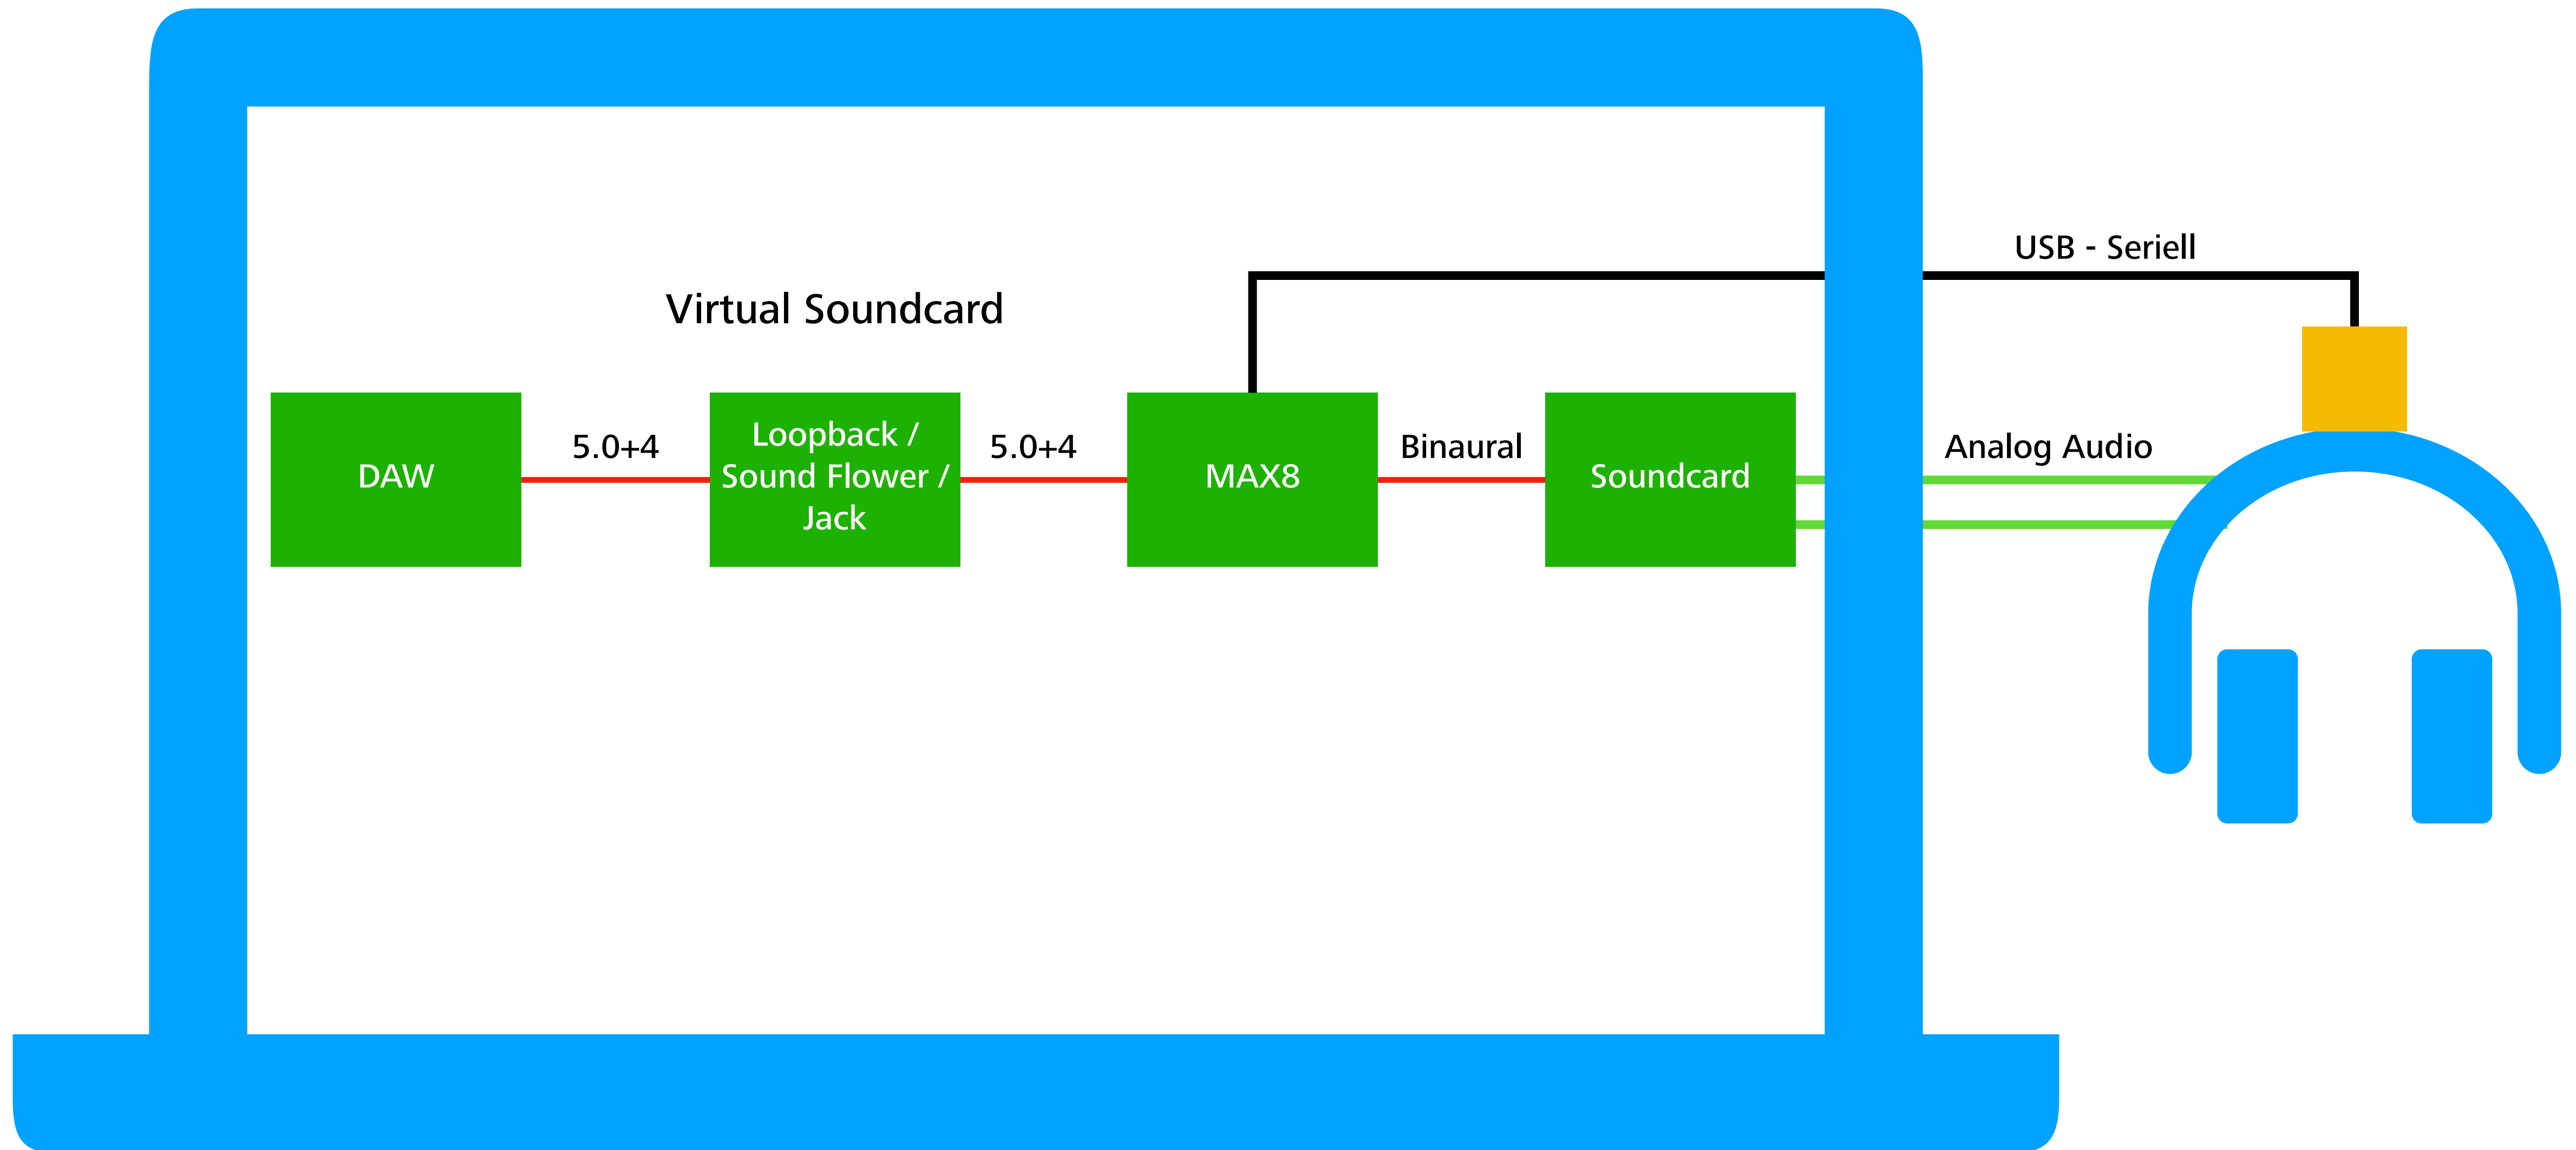 USB - Seriell
Virtual Soundcard
DAW
5.0+4
Loopback /
Sound Flower /
Jack
5.0+4
MAX8
Binaural
Soundcard
Analog Audio